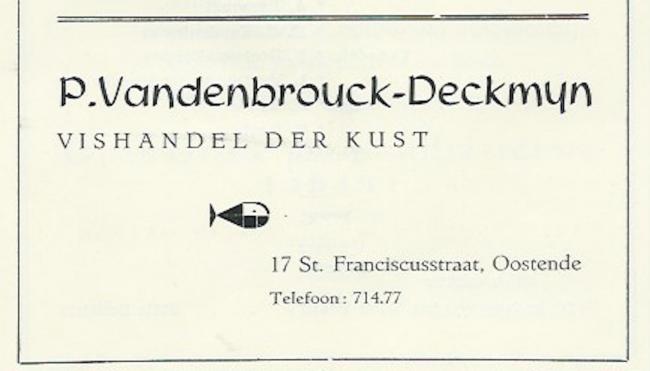 P.Vandenbrouck-Deckmyn
VISHANDEL DER KUST
17 St. Franciscusstraat, Oostende
Telefoon: 714.77